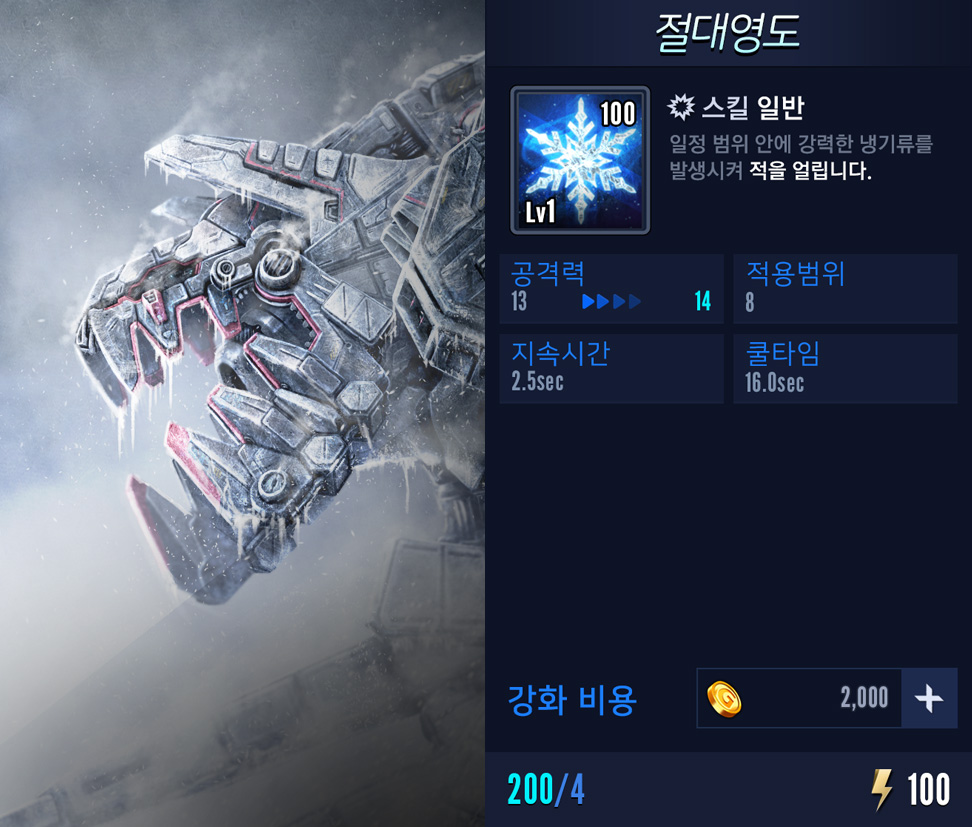 절대영도
100
Lv1
스킬 일반
일정 범위 안에 강력한 냉기류를
발생시켜 적을 얼립니다.
공격력
13 14
적용범위
8
지속시간
2.5sec
쿨타임
16.0sec
강화 비용
2,000
200/4
100